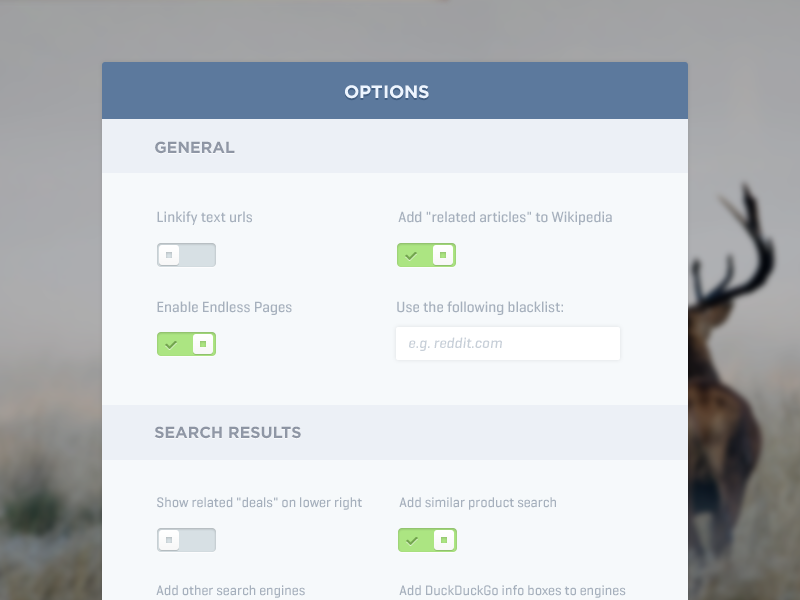 OPTIONS
GENERAL
Linkify text urls
Add "related articles" to Wikipedia
Enable Endless Pages
Use the following blacklist:
e.g. reddit.com
SEARCH RESULTS
Show related "deals" on lower right
Add similar product search
Add other search engines
Add DuckDuckGo info boxes to engines